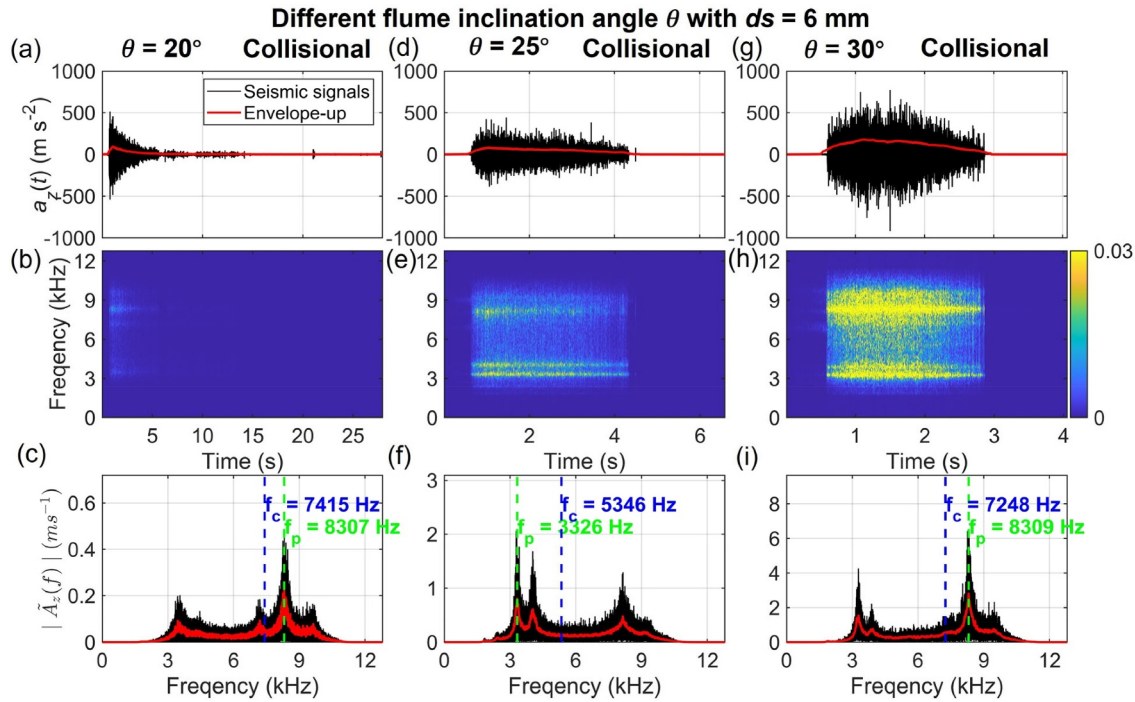 Different flume inclination angle θ with ds = 6 mm
(a) θ = 20° Collisional
(d) θ = 25° Collisional
(g) θ = 30° Collisional
1000
500
0
-500
-1000
a_z(t) (m s⁻²)
Seismic signals
Envelope-up
1000
500
0
-500
-1000
1000
500
0
-500
-1000
(b)
12
9
6
3
0
Freqency (kHz)
5 10 15 20 25
Time (s)
(e)
12
9
6
3
0
1 2 3 4 5 6
Time (s)
(h)
12
9
6
3
0
1 2 3 4
Time (s)
0.03
0
(c)
0.6
0.4
0.2
0
| Ã_z(f) | (ms⁻¹)
f_c = 7415 Hz
f_p = 8307 Hz
0 3 6 9 12
Freqency (kHz)
(f)
3
2
1
0
f_c = 5346 Hz
f_p = 3326 Hz
0 3 6 9 12
Freqency (kHz)
(i)
8
6
4
2
0
f_c = 7248 Hz
f_p = 8309 Hz
0 3 6 9 12
Freqency (kHz)